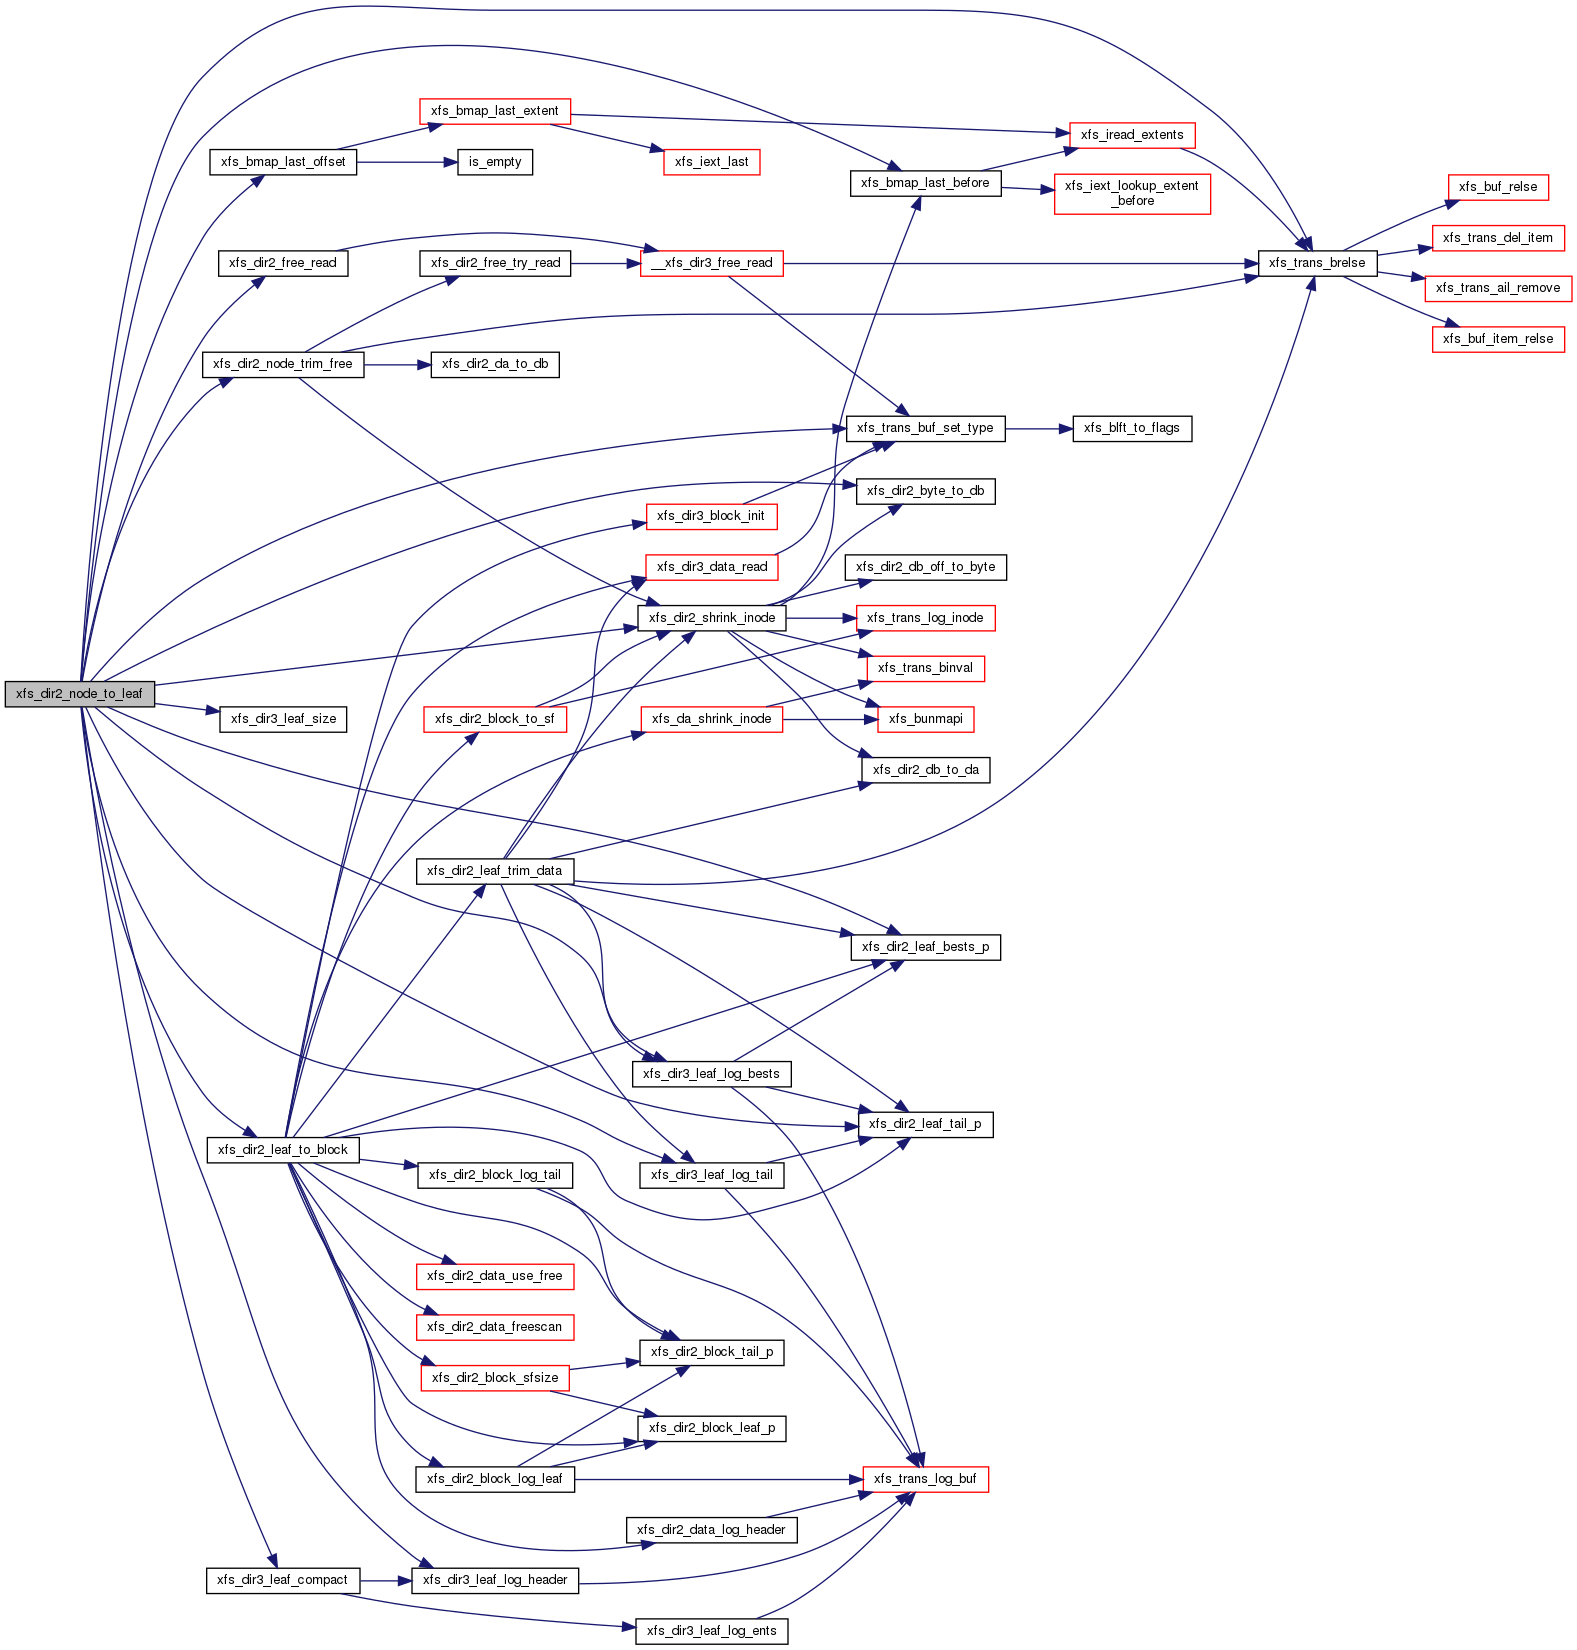 xfs_bmap_last_extent
xfs_iread_extents
xfs_bmap_last_offset
is_empty
xfs_iext_last
xfs_bmap_last_before
xfs_iext_lookup_extent
_before
xfs_buf_relse
xfs_trans_del_item
xfs_dir2_free_read
xfs_dir2_free_try_read
__xfs_dir3_free_read
xfs_trans_brelse
xfs_trans_ail_remove
xfs_buf_item_relse
xfs_dir2_node_trim_free
xfs_dir2_da_to_db
xfs_trans_buf_set_type
xfs_blft_to_flags
xfs_dir2_byte_to_db
xfs_dir3_block_init
xfs_dir3_data_read
xfs_dir2_db_off_to_byte
xfs_dir2_shrink_inode
xfs_trans_log_inode
xfs_trans_binval
xfs_dir2_node_to_leaf
xfs_dir3_leaf_size
xfs_dir2_block_to_sf
xfs_da_shrink_inode
xfs_bunmapi
xfs_dir2_db_to_da
xfs_dir2_leaf_trim_data
xfs_dir2_leaf_bests_p
xfs_dir3_leaf_log_bests
xfs_dir2_leaf_tail_p
xfs_dir2_leaf_to_block
xfs_dir2_block_log_tail
xfs_dir3_leaf_log_tail
xfs_dir2_data_use_free
xfs_dir2_data_freescan
xfs_dir2_block_tail_p
xfs_dir2_block_sfsize
xfs_dir2_block_leaf_p
xfs_dir2_block_log_leaf
xfs_trans_log_buf
xfs_dir2_data_log_header
xfs_dir3_leaf_compact
xfs_dir3_leaf_log_header
xfs_dir3_leaf_log_ents